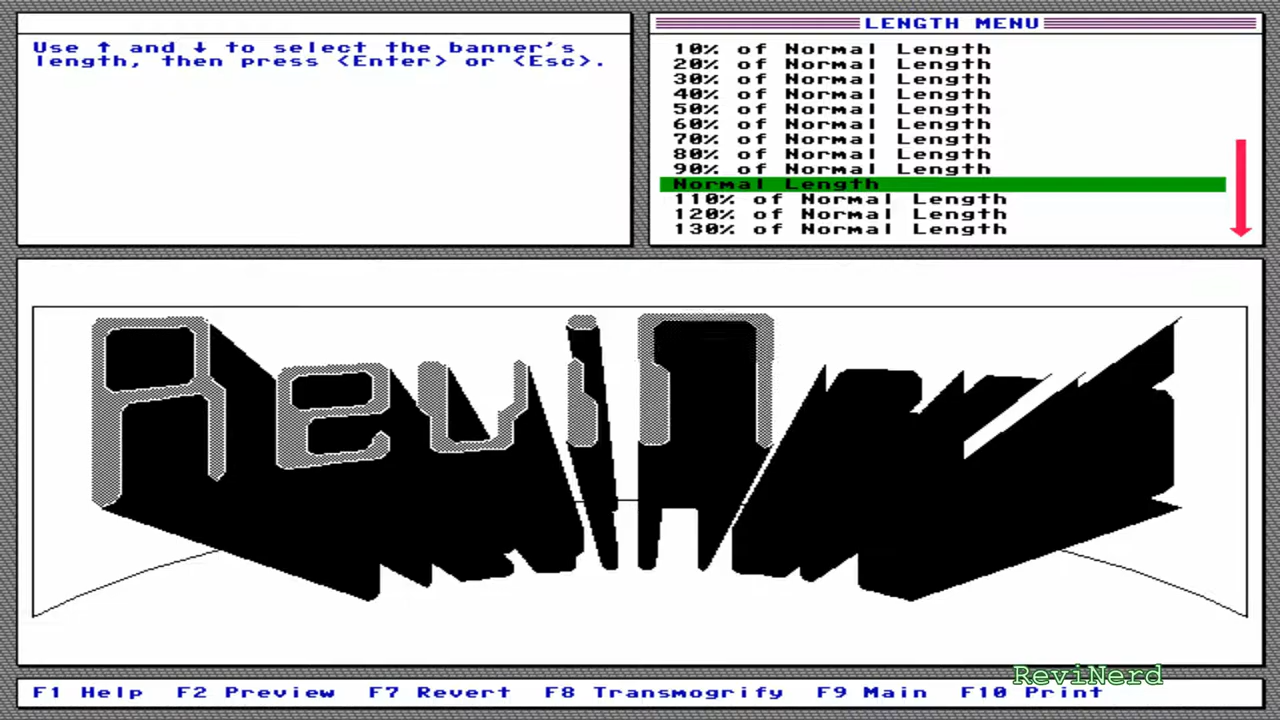 LENGTH MENU
Use ↑ and ↓ to select the banner's
length, then press <Enter> or <Esc>.
10% of Normal Length
20% of Normal Length
30% of Normal Length
40% of Normal Length
50% of Normal Length
60% of Normal Length
70% of Normal Length
80% of Normal Length
90% of Normal Length
Normal Length
110% of Normal Length
120% of Normal Length
130% of Normal Length
ReviN
ReviNerd
F1 Help F2 Preview F7 Revert F8 Transmogrify F9 Main F10 Print